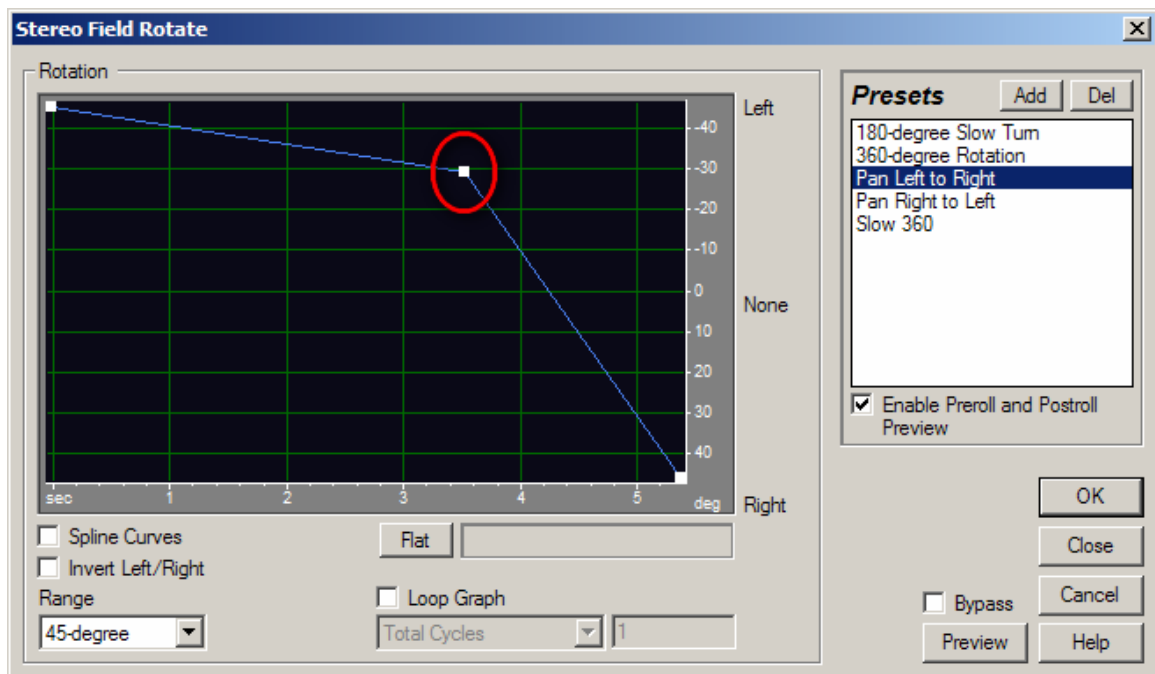 Stereo Field Rotate
Rotation
Left
None
Right
-40
-30
-20
-10
0
10
20
30
40
deg
sec 1 2 3 4 5
Spline Curves
Invert Left/Right
Flat
Range
45-degree
Loop Graph
Total Cycles
1
Presets
Add
Del
180-degree Slow Turn
360-degree Rotation
Pan Left to Right
Pan Right to Left
Slow 360
Enable Preroll and Postroll
Preview
OK
Close
Bypass
Cancel
Preview
Help